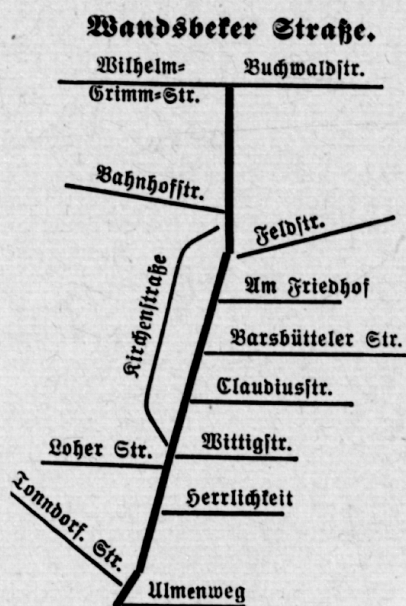 Wandsbeker Straße.
Wilhelm-
Grimm-Str.
Buchwaldstr.
Bahnhofstr.
Feldstr.
Kirchenstraße
Am Friedhof
Barsbütteler Str.
Claudiusstr.
Loher Str.
Wittigstr.
Herrlichkeit
Tonndorf. Str.
Ulmenweg